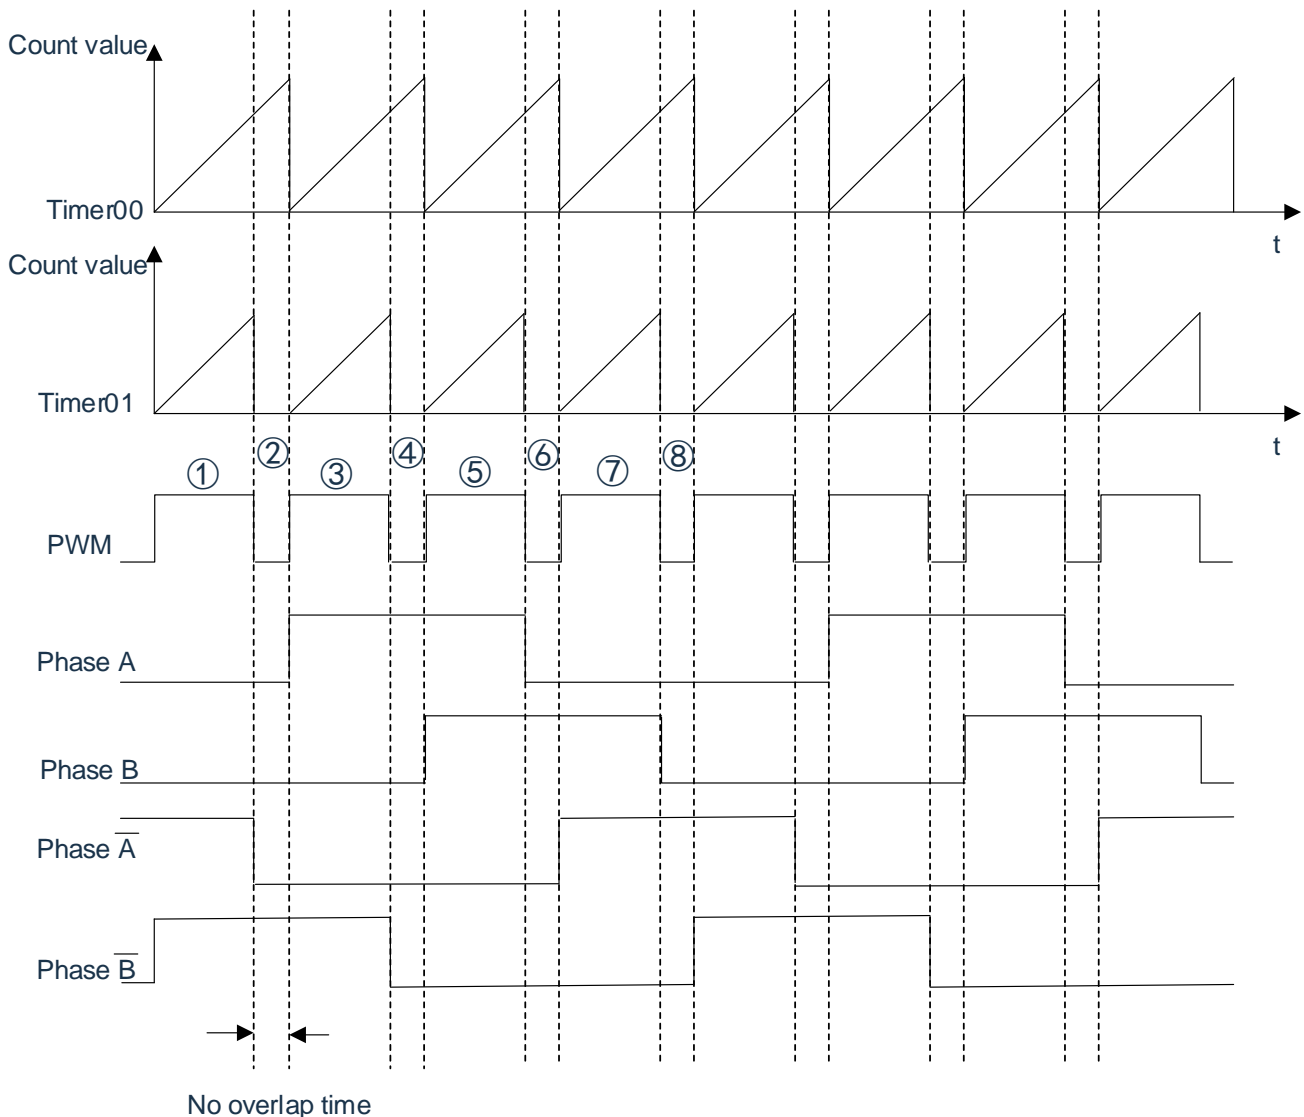 Count value
Timer00
t
Count value
Timer01
t
① ② ③ ④ ⑤ ⑥ ⑦ ⑧
PWM
Phase A
Phase B
Phase A̅
Phase B̅
No overlap time